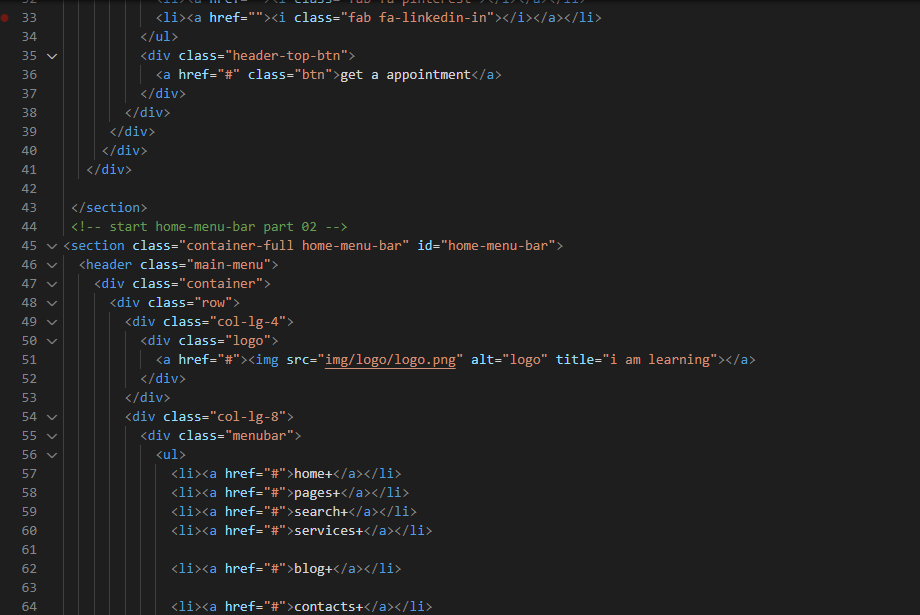 33 <li><a href=""><i class="fab fa-linkedin-in"></i></a></li>
34 </ul>
35 <div class="header-top-btn">
36 <a href="#" class="btn">get a appointment</a>
37 </div>
38 </div>
39 </div>
40 </div>
41 </div>
42
43 </section>
44 <!-- start home-menu-bar part 02 -->
45 <section class="container-full home-menu-bar" id="home-menu-bar">
46 <header class="main-menu">
47 <div class="container">
48 <div class="row">
49 <div class="col-lg-4">
50 <div class="logo">
51 <a href="#"><img src="img/logo/logo.png" alt="logo" title="i am learning"></a>
52 </div>
53 </div>
54 <div class="col-lg-8">
55 <div class="menubar">
56 <ul>
57 <li><a href="#">home+</a></li>
58 <li><a href="#">pages+</a></li>
59 <li><a href="#">search+</a></li>
60 <li><a href="#">services+</a></li>
61
62 <li><a href="#">blog+</a></li>
63
64 <li><a href="#">contacts+</a></li>